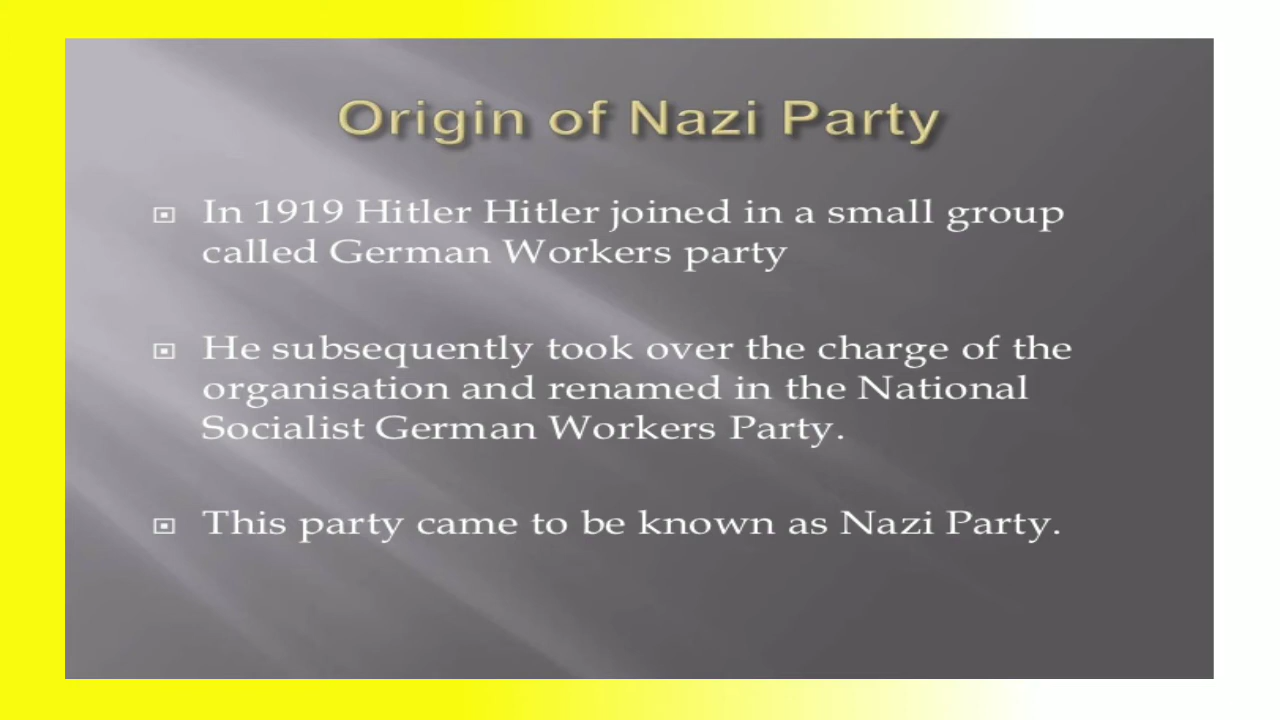 Origin of Nazi Party
In 1919 Hitler Hitler joined in a small group
called German Workers party
He subsequently took over the charge of the
organisation and renamed in the National
Socialist German Workers Party.
This party came to be known as Nazi Party.